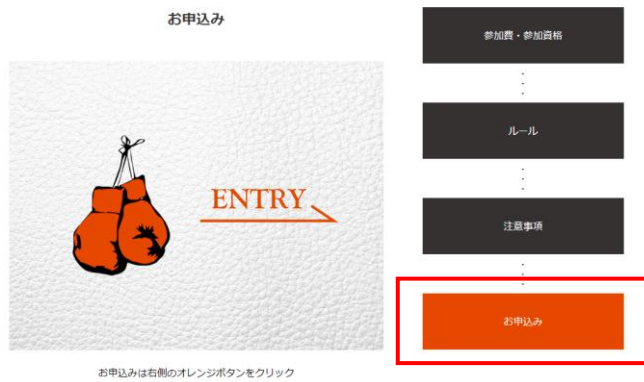 お申込み
ENTRY
お申込みは右側のオレンジボタンをクリック
参加費・参加資格
ルール
注意事項
お申込み